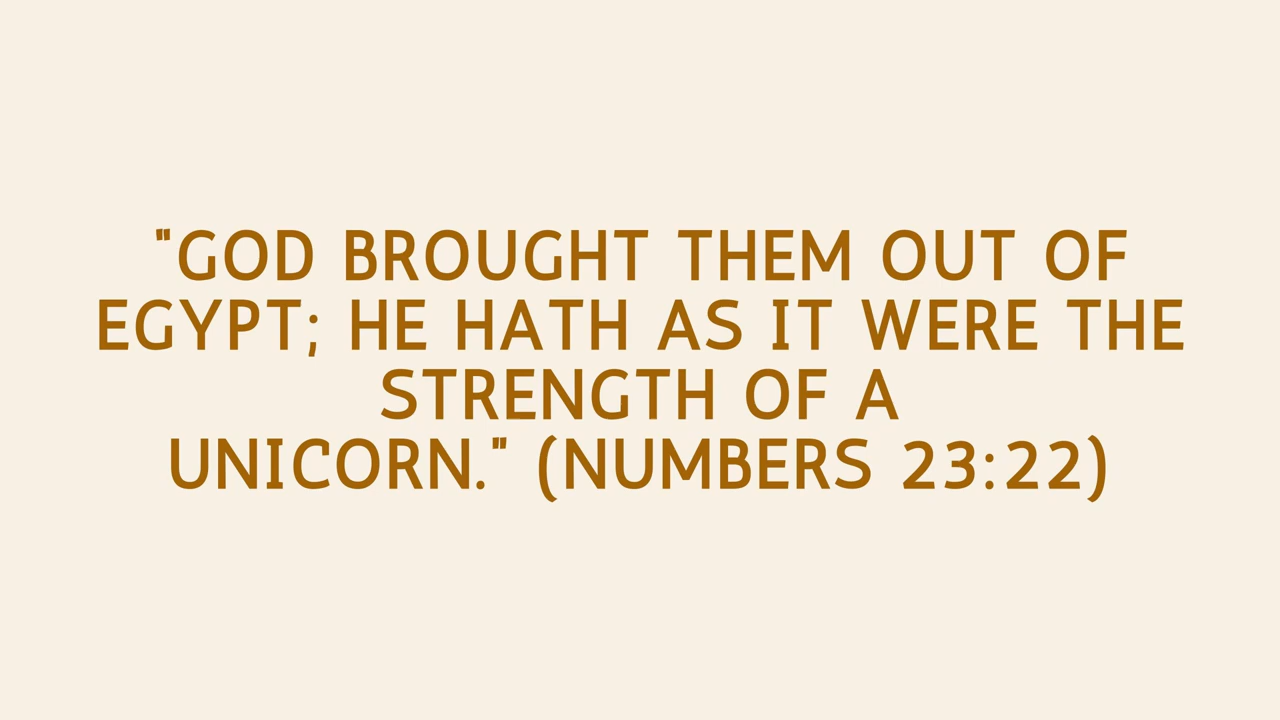 "GOD BROUGHT THEM OUT OF
EGYPT; HE HATH AS IT WERE THE
STRENGTH OF A
UNICORN." (NUMBERS 23:22)